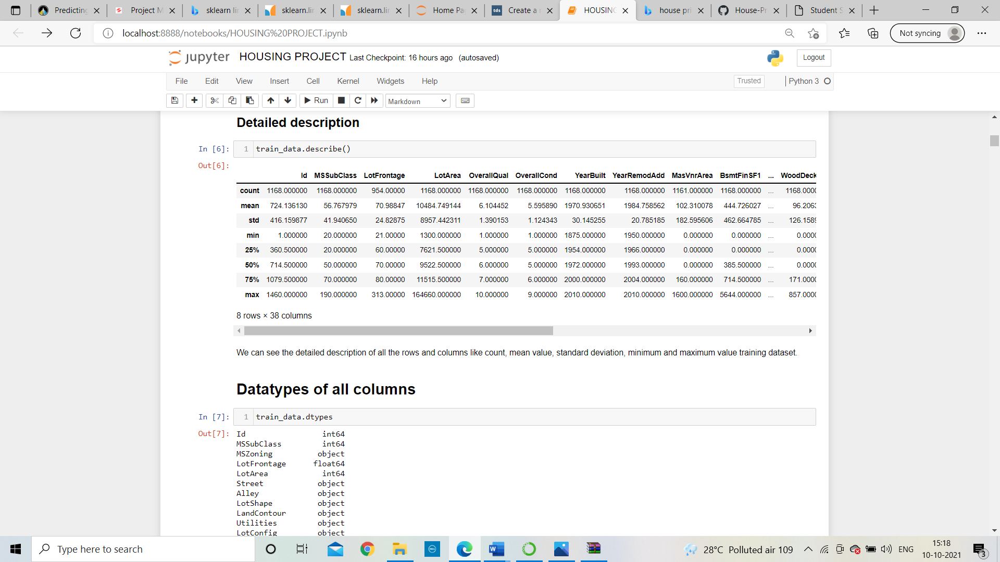 Predicting
Project M
sklearn lin
sklearn.lin
sklearn.lin
Home Pa
tds
Create a
HOUSING
house pri
House-Pr
Student S
localhost:8888/notebooks/HOUSING%20PROJECT.ipynb
Not syncing
jupyter HOUSING PROJECT Last Checkpoint: 16 hours ago (autosaved)
Logout
File Edit View Insert Cell Kernel Widgets Help
Trusted
Python 3
Run
Markdown
Detailed description
In [6]: 1 train_data.describe()
Out[6]:
Id MSSubClass LotFrontage LotArea OverallQual OverallCond YearBuilt YearRemodAdd MasVnrArea BsmtFinSF1 ... WoodDeck
count 1168.000000 1168.000000 954.00000 1168.000000 1168.000000 1168.000000 1168.000000 1168.000000 1161.000000 1168.000000 ... 1168.0000
mean 724.136130 56.767979 70.98847 10484.749144 6.104452 5.595890 1970.930651 1984.758562 102.310078 444.726027 ... 96.2063
std 416.159877 41.940650 24.82875 8957.442311 1.390153 1.124343 30.145255 20.785185 182.595606 462.664785 ... 126.1589
min 1.000000 20.000000 21.00000 1300.000000 1.000000 1.000000 1875.000000 1950.000000 0.000000 0.000000 ... 0.0000
25% 360.500000 20.000000 60.00000 7621.500000 5.000000 5.000000 1954.000000 1966.000000 0.000000 0.000000 ... 0.0000
50% 714.500000 50.000000 70.00000 9522.500000 6.000000 5.000000 1972.000000 1993.000000 0.000000 385.500000 ... 0.0000
75% 1079.500000 70.000000 80.00000 11515.500000 7.000000 6.000000 2000.000000 2004.000000 160.000000 714.500000 ... 171.0000
max 1460.000000 190.000000 313.00000 164660.000000 10.000000 9.000000 2010.000000 2010.000000 1600.000000 5644.000000 ... 857.0000
8 rows × 38 columns
We can see the detailed description of all the rows and columns like count, mean value, standard deviation, minimum and maximum value training dataset.
Datatypes of all columns
In [7]: 1 train_data.dtypes
Out[7]: Id int64
MSSubClass int64
MSZoning object
LotFrontage float64
LotArea int64
Street object
Alley object
LotShape object
LandContour object
Utilities object
LotConfig object
Type here to search
DELL
W
28°C Polluted air 109
ENG
15:18
10-10-2021
3